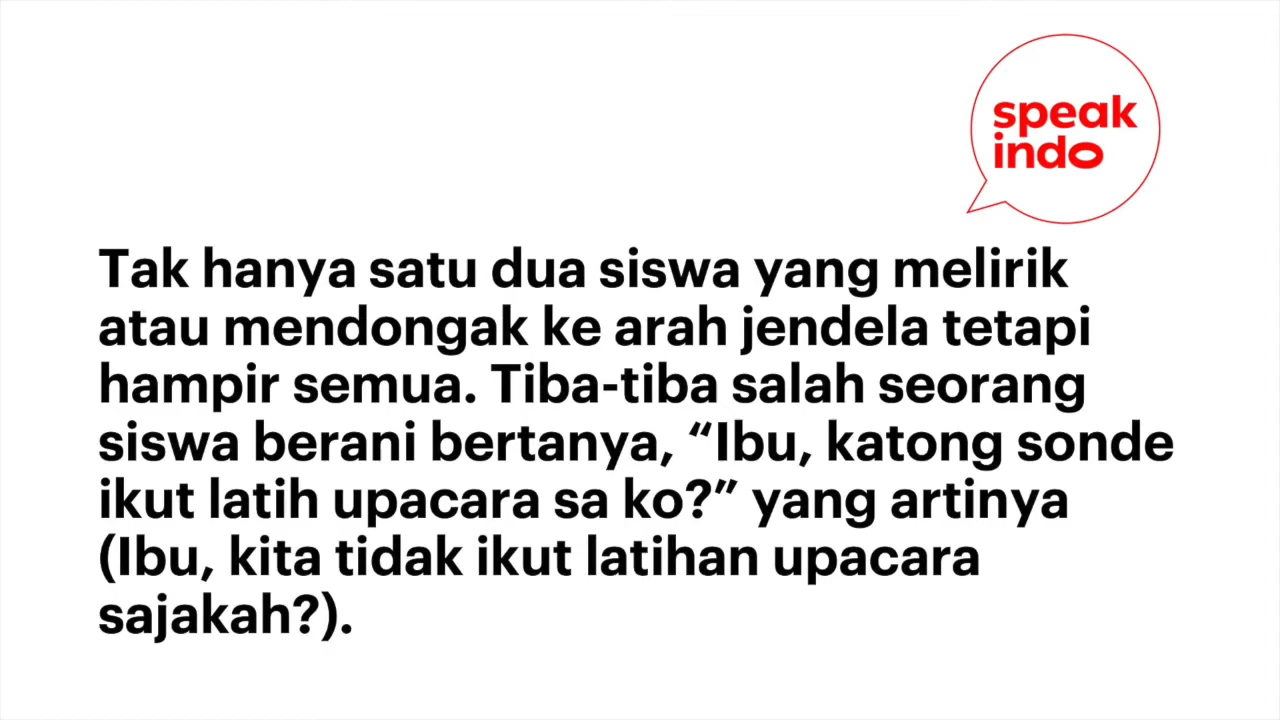 speak
indo
Tak hanya satu dua siswa yang melirik
atau mendongak ke arah jendela tetapi
hampir semua. Tiba-tiba salah seorang
siswa berani bertanya, “Ibu, katong sonde
ikut latih upacara sa ko?” yang artinya
(Ibu, kita tidak ikut latihan upacara
sajakah?).